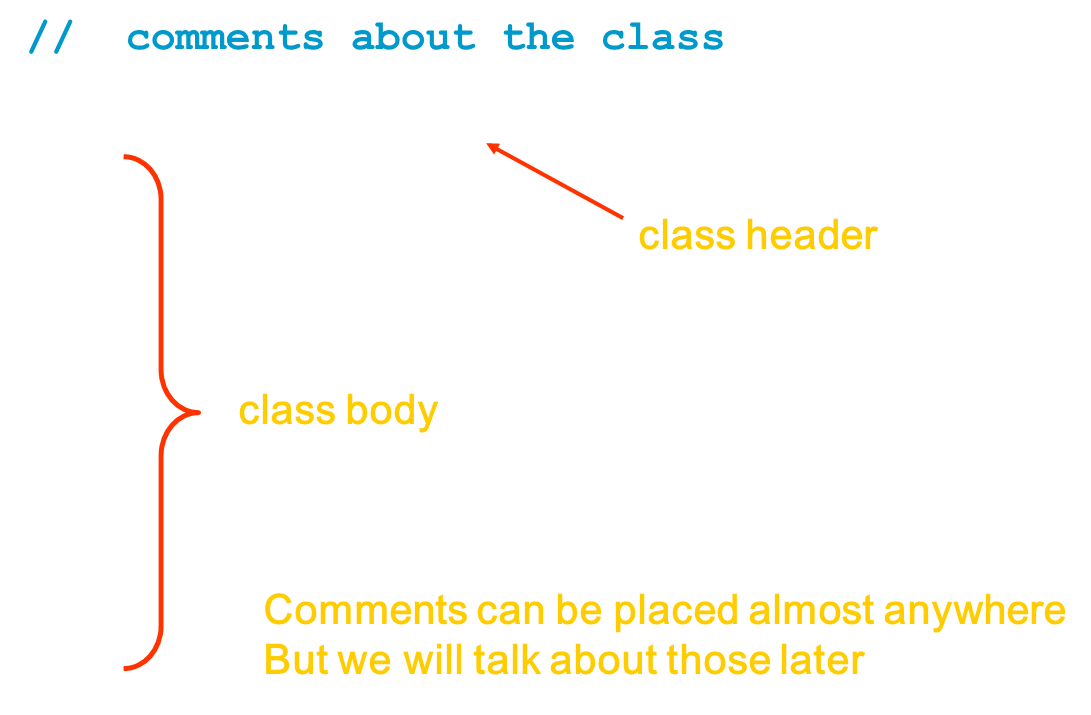 //  comments about the class
class header
class body
Comments can be placed almost anywhere
But we will talk about those later